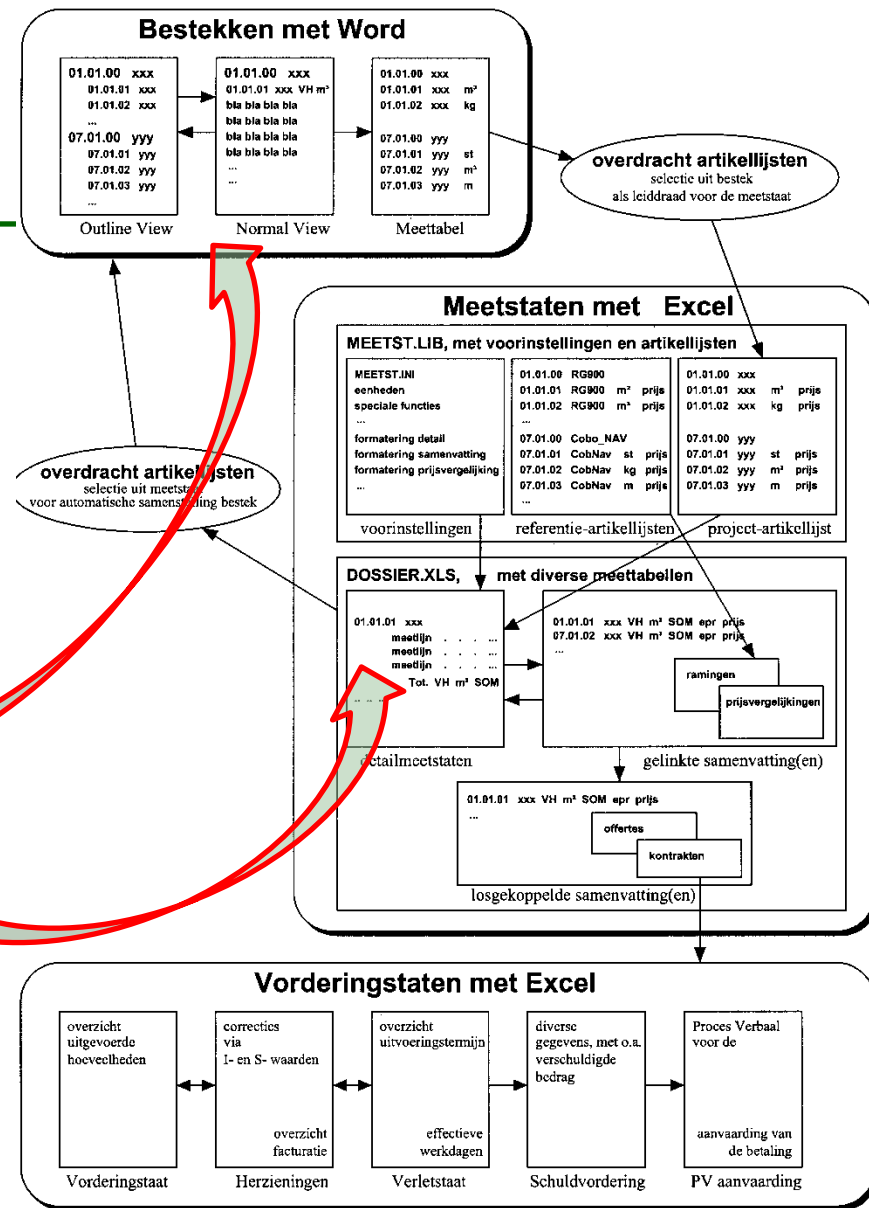 Bestekken met Word
01.01.00 xxx
01.01.01 xxx
01.01.02 xxx
...
07.01.00 yyy
07.01.01 yyy
07.01.02 yyy
07.01.03 yyy
...
Outline View
01.01.00 xxx
01.01.01 xxx VH m³
bla bla bla bla
bla bla bla bla
bla bla bla bla
bla bla bla bla
...
...
Normal View
01.01.00 xxx
01.01.01 xxx m³
01.01.02 xxx kg
07.01.00 yyy
07.01.01 yyy st
07.01.02 yyy m³
07.01.03 yyy m
Meettabel
overdracht artikellijsten
selectie uit bestek
als leiddraad voor de meetstaat
Meetstaten met Excel
MEETST.LIB, met voorinstellingen en artikellijsten
MEETST.INI
eenheden
speciale functies
...
formatering detail
formatering samenvatting
formatering prijsvergelijking
...
voorinstellingen
01.01.00 RG900
01.01.01 RG900 m² prijs
01.01.02 RG900 m³ prijs
...
07.01.00 Cobo_NAV
07.01.01 CobNav st prijs
07.01.02 CobNav kg prijs
07.01.03 CobNav m prijs
...
referentie-artikellijsten
01.01.00 xxx
01.01.01 xxx m³ prijs
01.01.02 xxx kg prijs
07.01.00 yyy
07.01.01 yyy st prijs
07.01.02 yyy m² prijs
07.01.03 yyy m prijs
project-artikellijst
overdracht artikellijsten
selectie uit meetstaat
voor automatische samenstelling bestek
DOSSIER.XLS, met diverse meettabellen
01.01.01 xxx
meetlijn . . . ...
meetlijn . . . ...
meetlijn . . . ...
Tot. VH m³ SOM
.. .. ..
detailmeetstaten
01.01.01 xxx VH m³ SOM epr prijs
07.01.02 xxx VH m³ SOM epr prijs
...
ramingen
prijsvergelijkingen
gelinkte samenvatting(en)
01.01.01 xxx VH m³ SOM epr prijs
...
offertes
kontrakten
losgekoppelde samenvatting(en)
Vorderingstaten met Excel
overzicht
uitgevoerde
hoeveelheden
Vorderingstaat
correcties
via
I- en S- waarden
overzicht
facturatie
Herzieningen
overzicht
uitvoeringstermijn
effectieve
werkdagen
Verletstaat
diverse
gegevens, met o.a.
verschuldigde
bedrag
Schuldvordering
Proces Verbaal
voor de
aanvaarding van
de betaling
PV aanvaarding